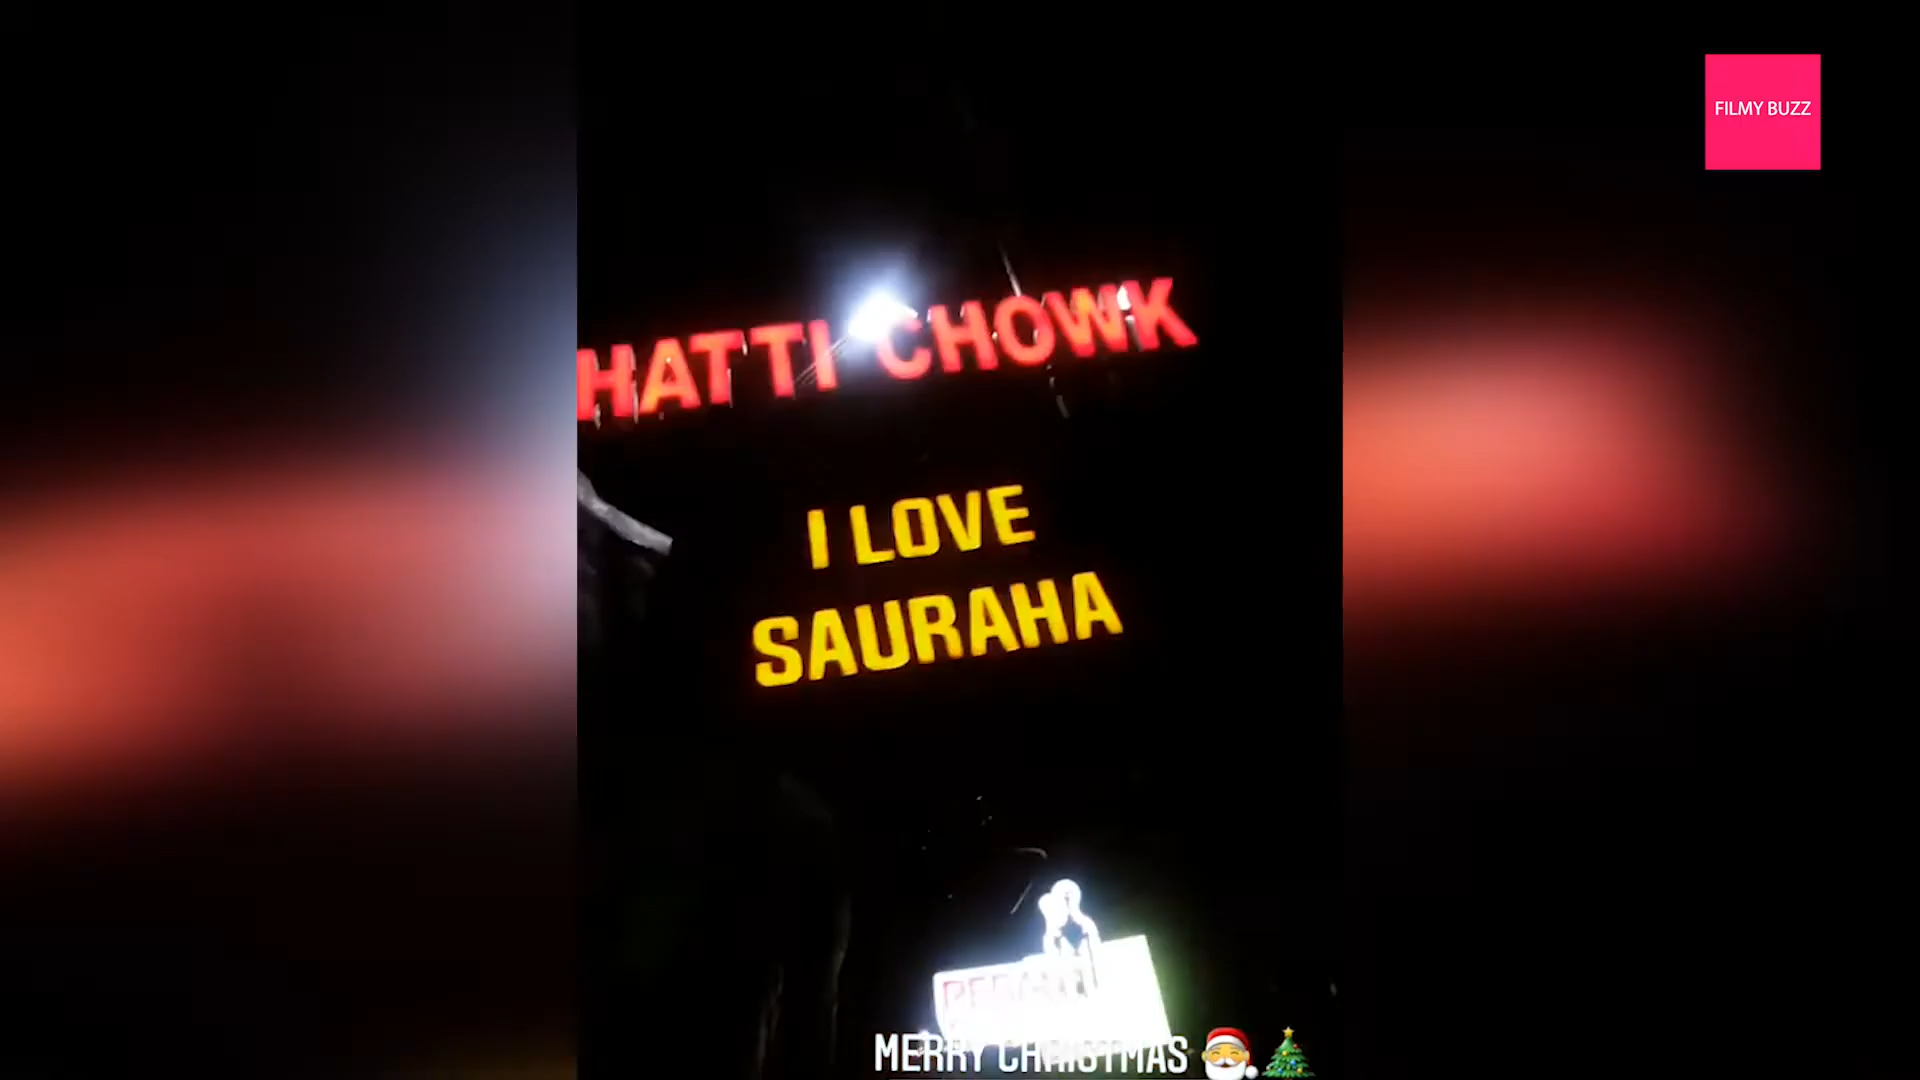 FILMY BUZZ
HATTI CHOWK
I LOVE
SAURAHA
MERRY CHRISTMAS 🎅🎄